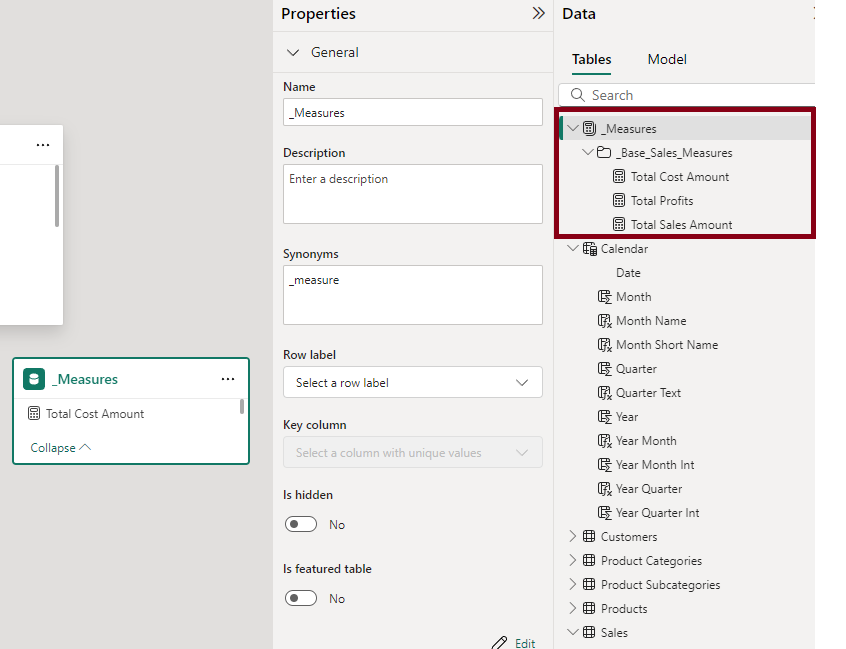 _Measures
Total Cost Amount
Collapse
Properties
General
Name
_Measures
Description
Enter a description
Synonyms
_measure
Row label
Select a row label
Key column
Select a column with unique values
Is hidden
No
Is featured table
No
Edit
Data
Tables Model
Search
_Measures
_Base_Sales_Measures
Total Cost Amount
Total Profits
Total Sales Amount
Calendar
Date
Month
Month Name
Month Short Name
Quarter
Quarter Text
Year
Year Month
Year Month Int
Year Quarter
Year Quarter Int
Customers
Product Categories
Product Subcategories
Products
Sales